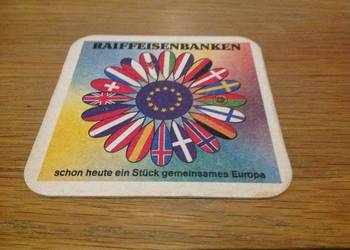 RAIFFEISENBANKEN
schon heute ein Stück gemeinsames Europa